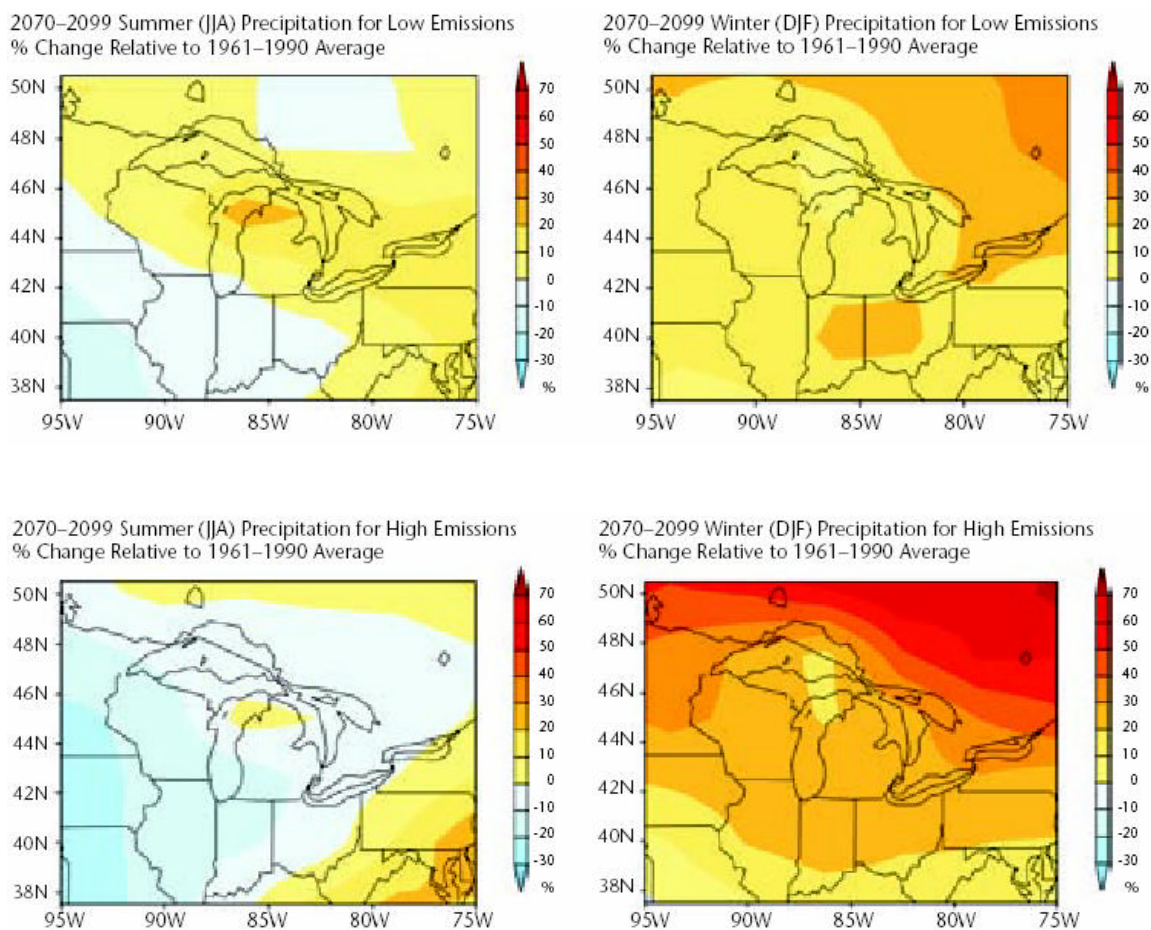 2070–2099 Summer (JJA) Precipitation for Low Emissions
% Change Relative to 1961–1990 Average
50N
48N
46N
44N
42N
40N
38N
95W 90W 85W 80W 75W
70
60
50
40
30
20
10
0
-10
-20
-30
%
2070–2099 Winter (DJF) Precipitation for Low Emissions
% Change Relative to 1961–1990 Average
50N
48N
46N
44N
42N
40N
38N
95W 90W 85W 80W 75W
70
60
50
40
30
20
10
0
-10
-20
-30
%
2070–2099 Summer (JJA) Precipitation for High Emissions
% Change Relative to 1961–1990 Average
50N
48N
46N
44N
42N
40N
38N
95W 90W 85W 80W 75W
70
60
50
40
30
20
10
0
-10
-20
-30
%
2070–2099 Winter (DJF) Precipitation for High Emissions
% Change Relative to 1961–1990 Average
50N
48N
46N
44N
42N
40N
38N
95W 90W 85W 80W 75W
70
60
50
40
30
20
10
0
-10
-20
-30
%